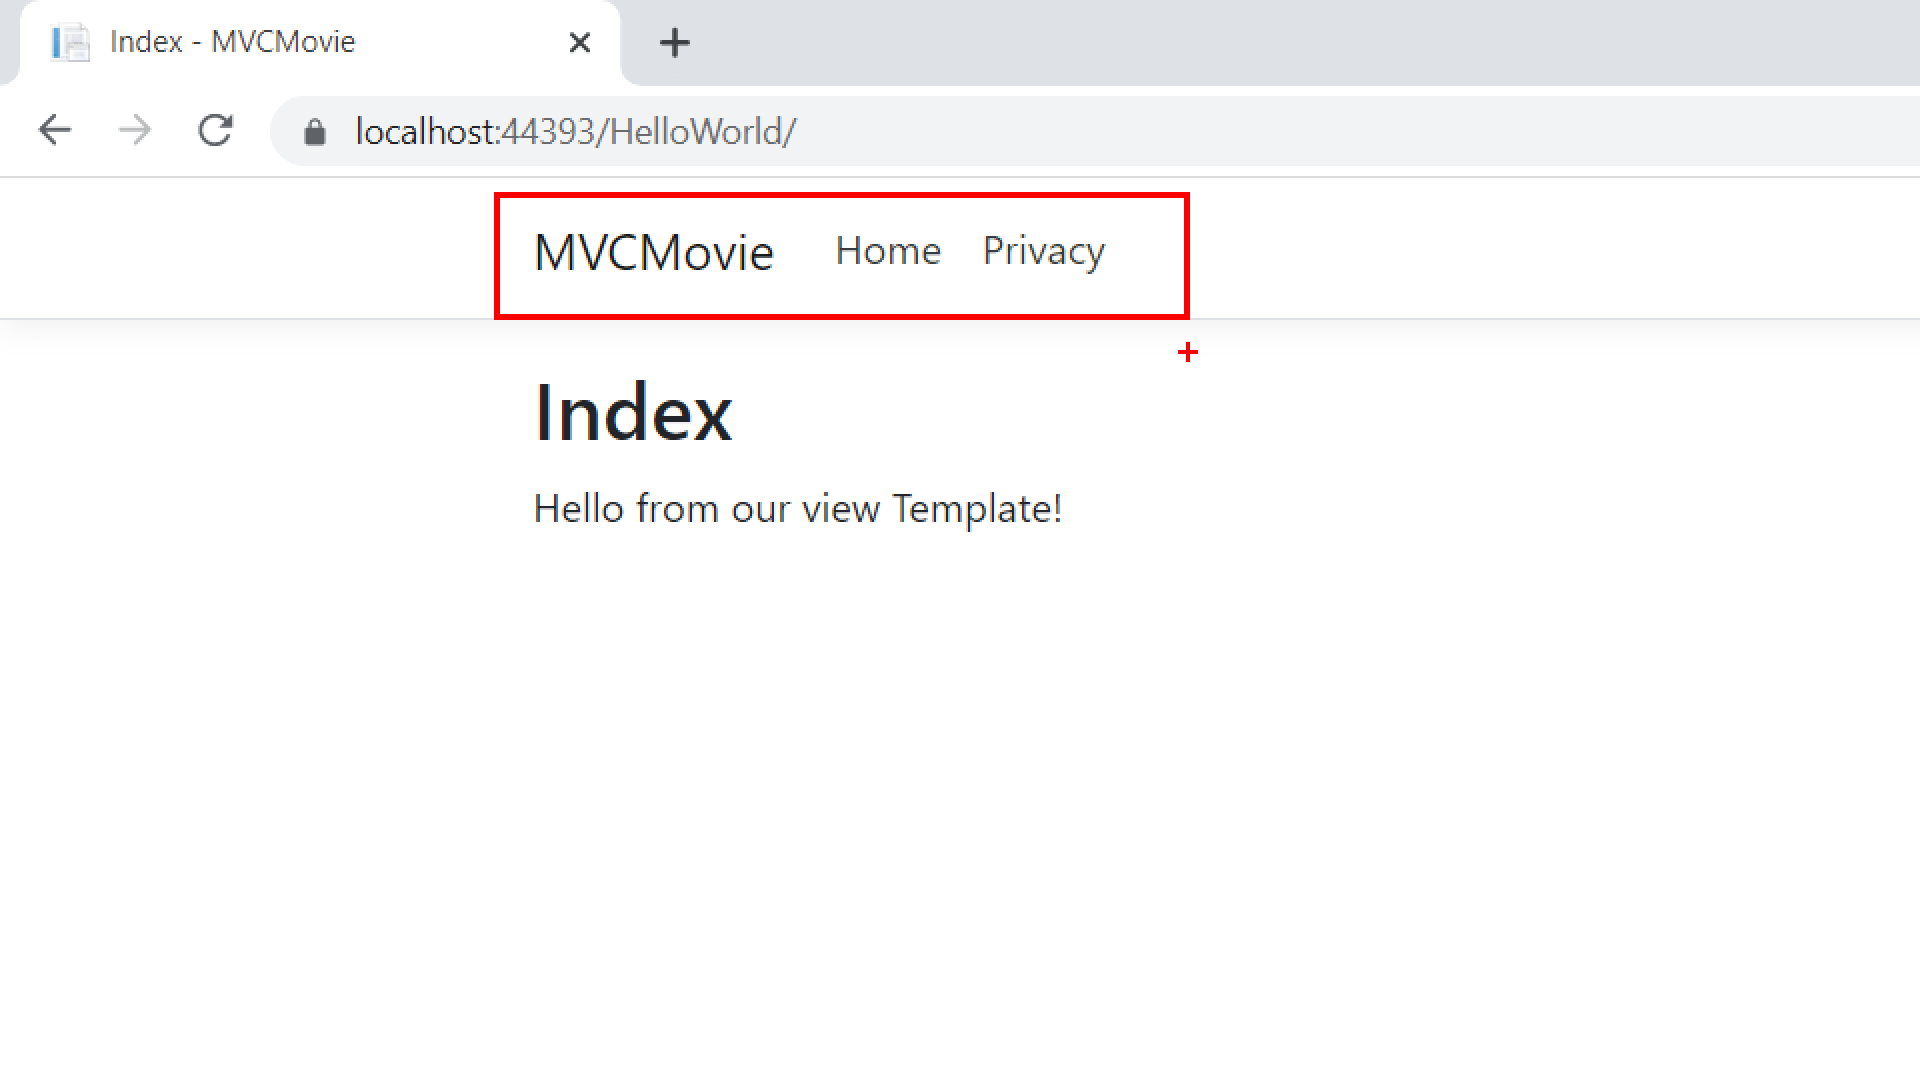 Index - MVCMovie
localhost:44393/HelloWorld/
MVCMovie Home Privacy
Index
Hello from our view Template!